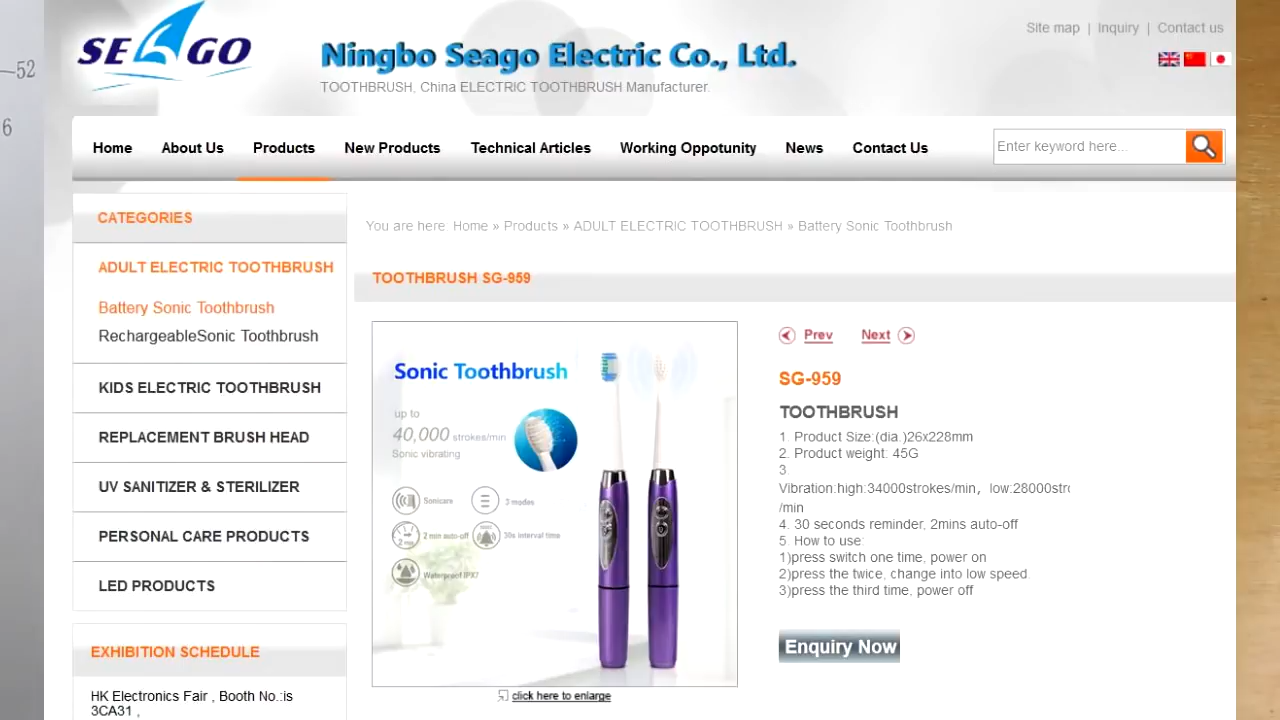 52
6
SEAGO
Ningbo Seago Electric Co., Ltd.
TOOTHBRUSH, China ELECTRIC TOOTHBRUSH Manufacturer.
Site map | Inquiry | Contact us
Home About Us Products New Products Technical Articles Working Oppotunity News Contact Us
Enter keyword here...
CATEGORIES
ADULT ELECTRIC TOOTHBRUSH
Battery Sonic Toothbrush
RechargeableSonic Toothbrush
KIDS ELECTRIC TOOTHBRUSH
REPLACEMENT BRUSH HEAD
UV SANITIZER & STERILIZER
PERSONAL CARE PRODUCTS
LED PRODUCTS
EXHIBITION SCHEDULE
HK Electronics Fair , Booth No.:is
3CA31 ,
You are here: Home » Products » ADULT ELECTRIC TOOTHBRUSH » Battery Sonic Toothbrush
TOOTHBRUSH SG-959
Sonic Toothbrush
up to
40,000 strokes/min
Sonic vibrating
Sonicare
3 modes
2 min auto-off
30s interval time
Waterproof IPX7
click here to enlarge
Prev Next
SG-959
TOOTHBRUSH
1. Product Size:(dia.)26x228mm
2. Product weight: 45G
3
Vibration:high:34000strokes/min，low:28000stro
/min
4. 30 seconds reminder, 2mins auto-off
5. How to use:
1)press switch one time, power on
2)press the twice, change into low speed
3)press the third time, power off
Enquiry Now